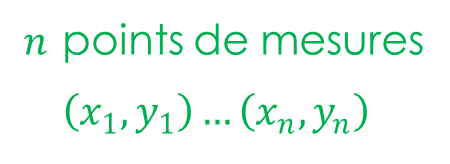 n points de mesures
(x₁, y₁) ... (xₙ, yₙ)